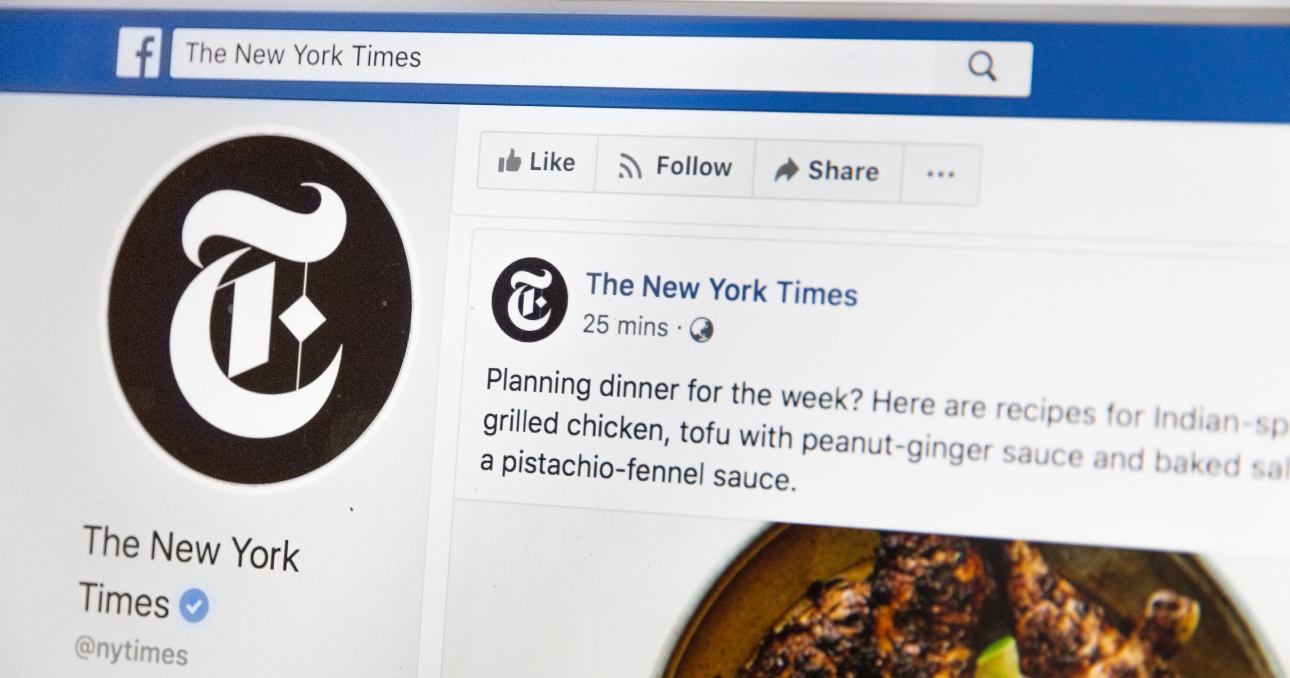 The New York Times
Like Follow Share
The New York Times
25 mins ·
Planning dinner for the week? Here are recipes for Indian-sp
grilled chicken, tofu with peanut-ginger sauce and baked sal
a pistachio-fennel sauce.
The New York
Times
@nytimes